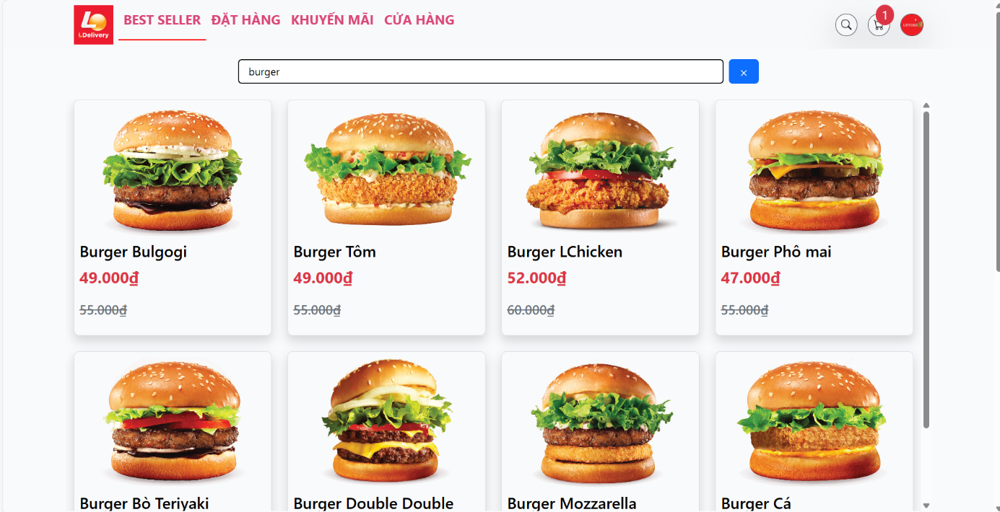 L.Delivery
BEST SELLER ĐẶT HÀNG KHUYẾN MÃI CỬA HÀNG
1
burger
Burger Bulgogi
49.000₫
55.000₫
Burger Tôm
49.000₫
55.000₫
Burger LChicken
52.000₫
60.000₫
Burger Phô mai
47.000₫
55.000₫
Burger Bò Teriyaki
Burger Double Double
Burger Mozzarella
Burger Cá